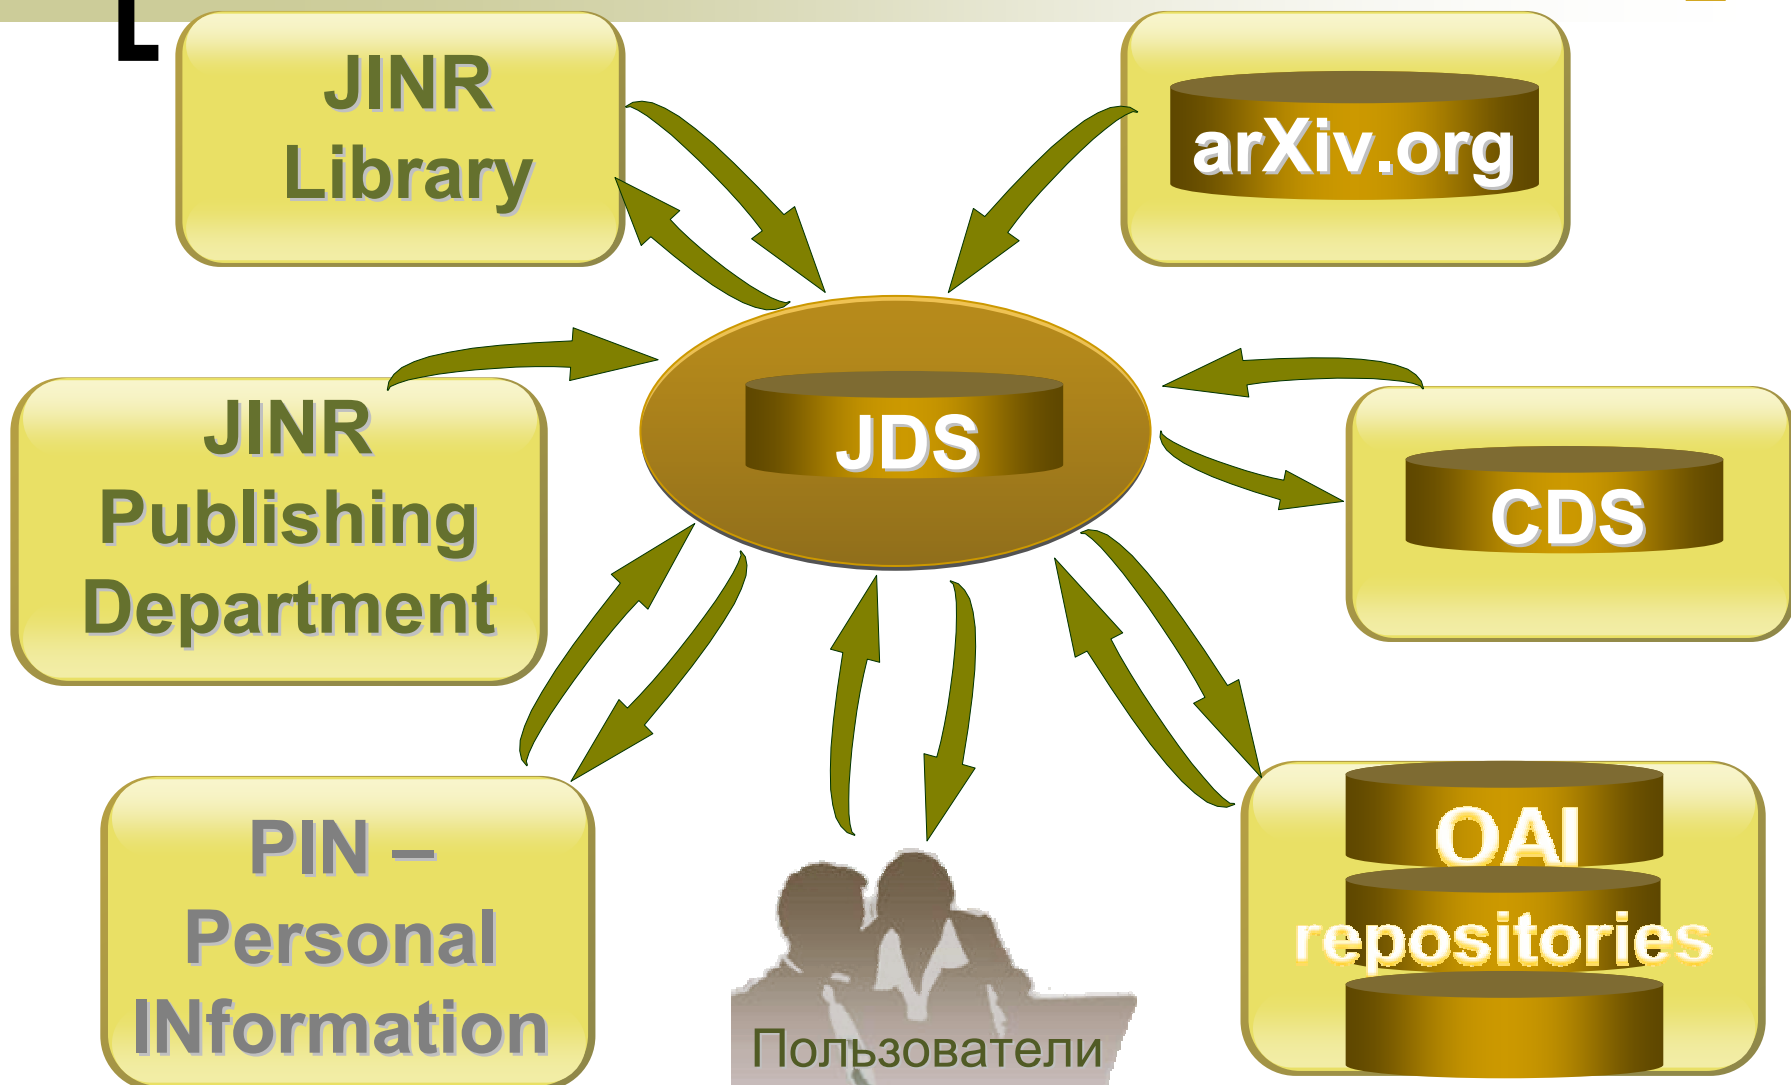 JINR
Library
arXiv.org
JINR
Publishing
Department
JDS
CDS
PIN –
Personal
INformation
Пользователи
OAI
repositories